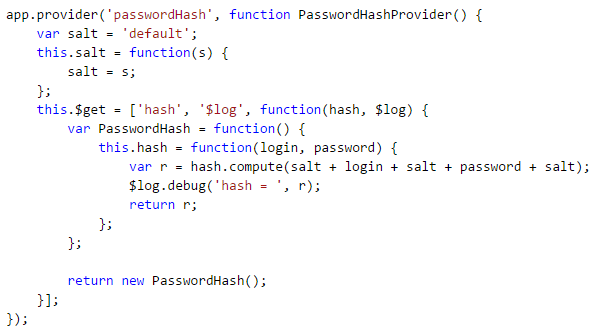 app.provider('passwordHash', function PasswordHashProvider() {
    var salt = 'default';
    this.salt = function(s) {
        salt = s;
    };
    this.$get = ['hash', '$log', function(hash, $log) {
        var PasswordHash = function() {
            this.hash = function(login, password) {
                var r = hash.compute(salt + login + salt + password + salt);
                $log.debug('hash = ', r);
                return r;
            };
        };

        return new PasswordHash();
    }];
});